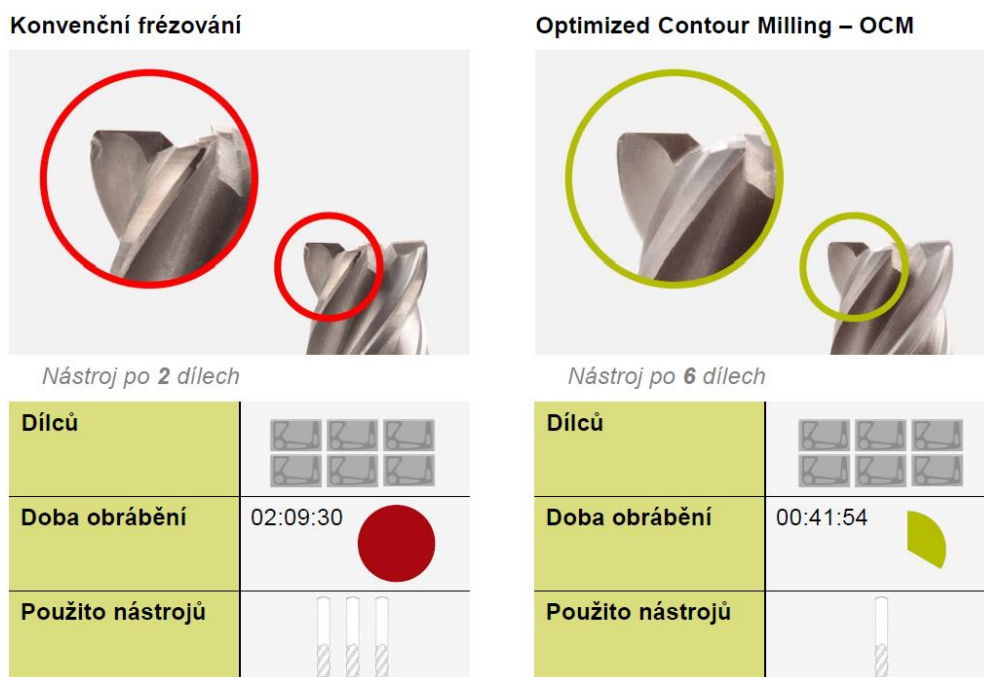 Konvenční frézování
Optimized Contour Milling – OCM
Nástroj po 2 dílech
Nástroj po 6 dílech
Dílců
Dílců
Doba obrábění
02:09:30
Doba obrábění
00:41:54
Použito nástrojů
Použito nástrojů